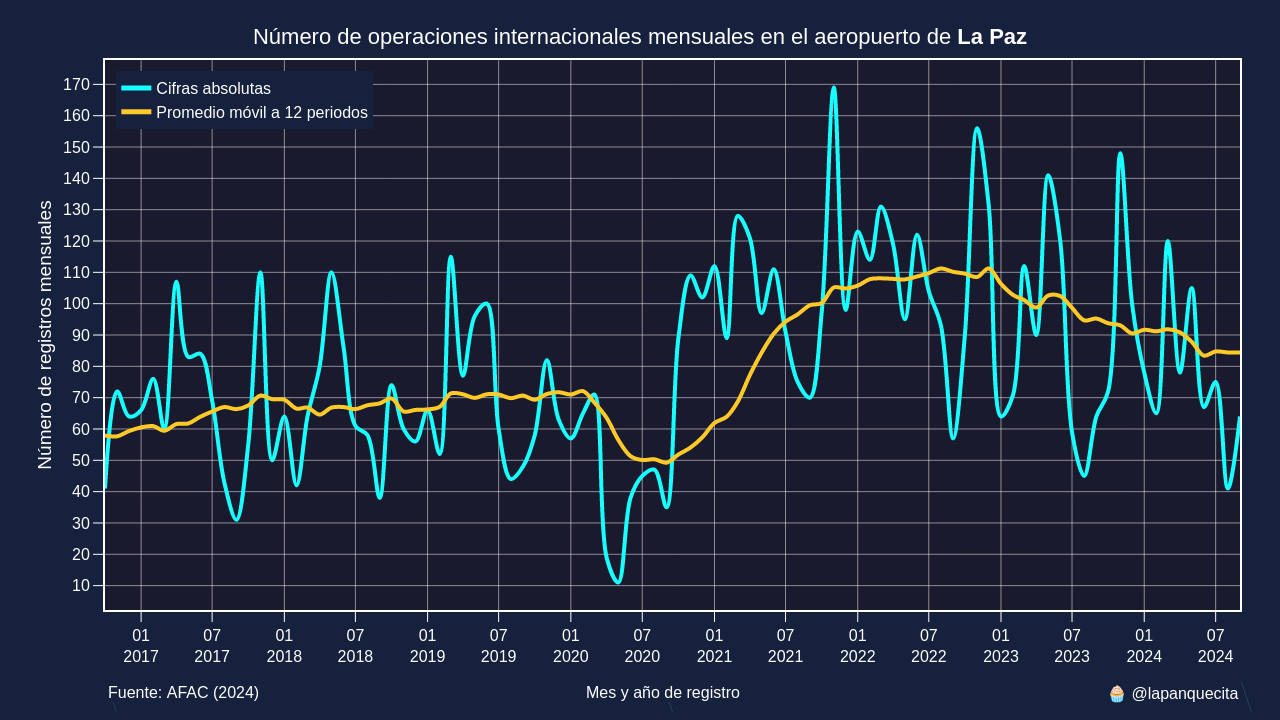 Número de operaciones internacionales mensuales en el aeropuerto de La Paz
Cifras absolutas
Promedio móvil a 12 periodos
Número de registros mensuales
170
160
150
140
130
120
110
100
90
80
70
60
50
40
30
20
10
01 07 01 07 01 07 01 07 01 07 01 07 01 07 01 07
2017 2017 2018 2018 2019 2019 2020 2020 2021 2021 2022 2022 2023 2023 2024 2024
Fuente: AFAC (2024) Mes y año de registro 🧁 @lapanquecita